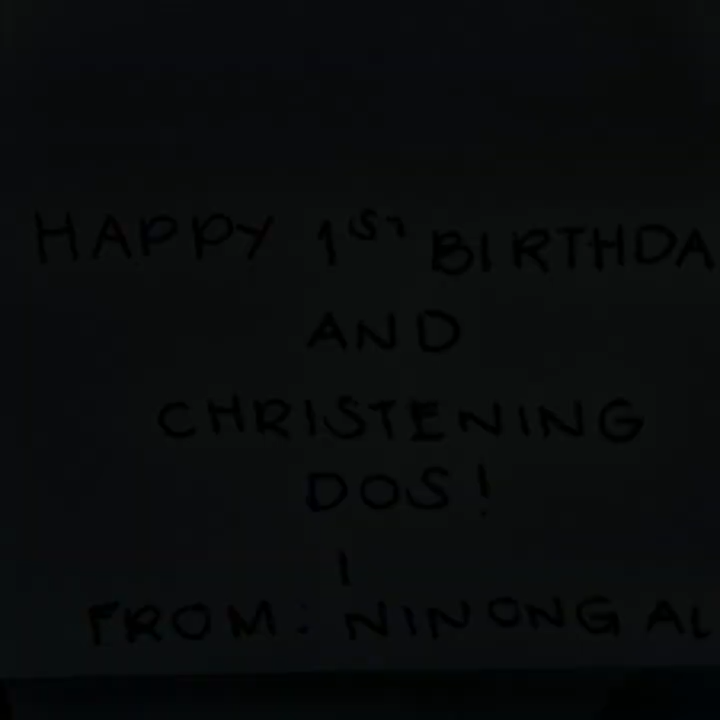 HAPPY 1ST BIRTHDA
AND
CHRISTENING
DOS!
FROM: NINONG AL